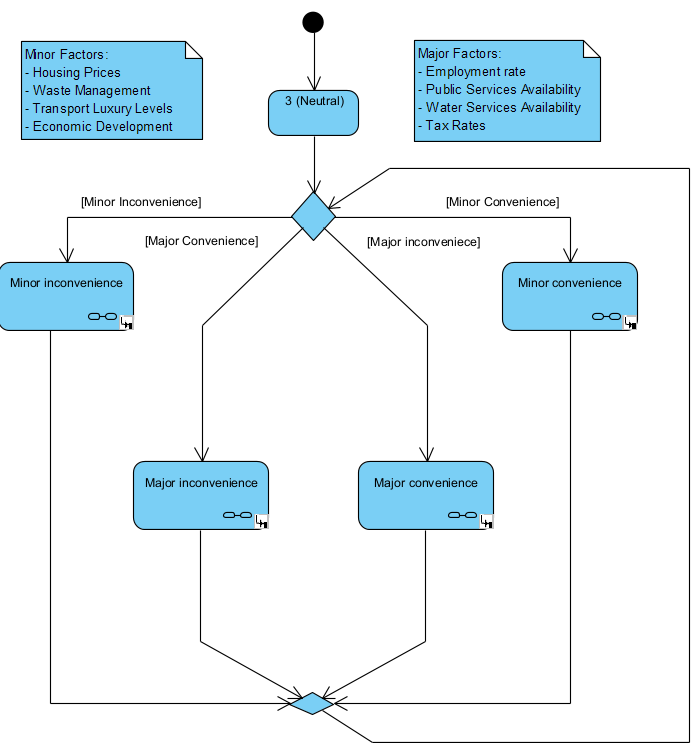 Minor Factors:
- Housing Prices
- Waste Management
- Transport Luxury Levels
- Economic Development
Major Factors:
- Employment rate
- Public Services Availability
- Water Services Availability
- Tax Rates
3 (Neutral)
[Minor Inconvenience]
[Minor Convenience]
[Major Convenience]
[Major inconveniece]
Minor inconvenience
Minor convenience
Major inconvenience
Major convenience